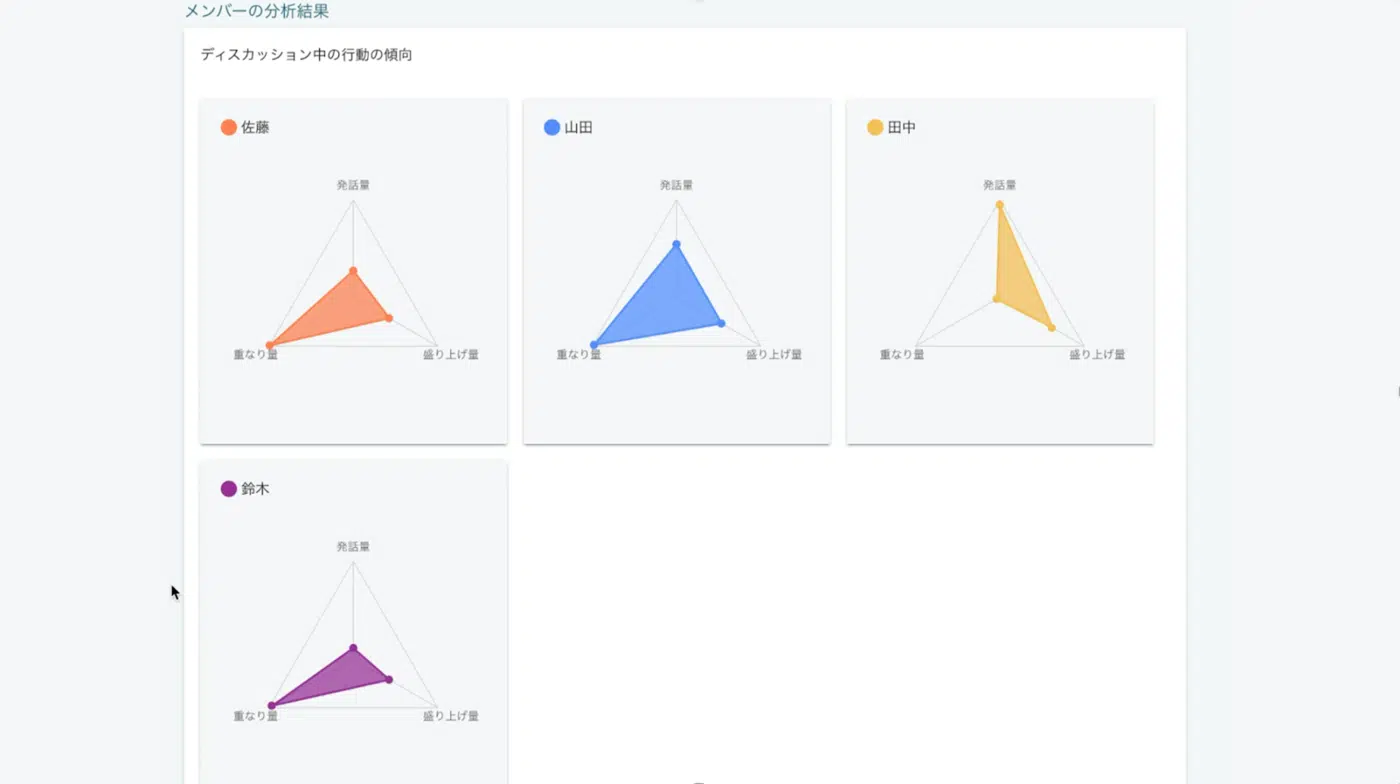 メンバーの分析結果
ディスカッション中の行動の傾向
佐藤
発話量
重なり量
盛り上げ量
山田
発話量
重なり量
盛り上げ量
田中
発話量
重なり量
盛り上げ量
鈴木
発話量
重なり量
盛り上げ量